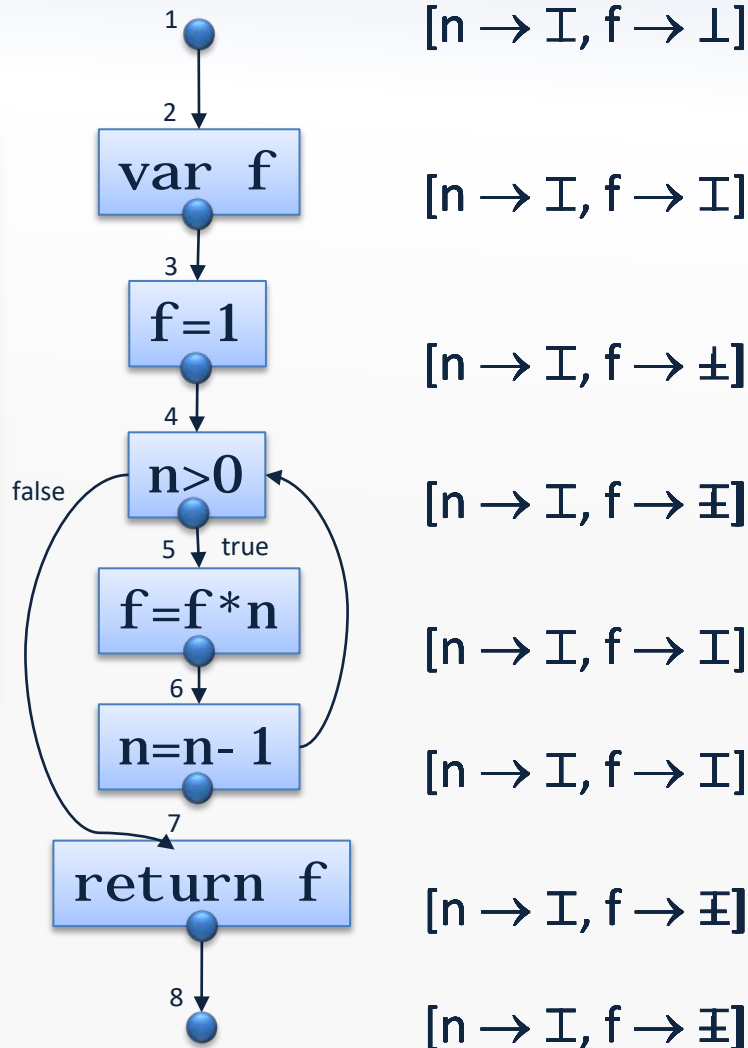 1
[n → ⌶, f → ⊥]
2
var f
[n → ⌶, f → ⌶]
3
f=1
[n → ⌶, f → ±]
4
n>0
[n → ⌶, f → ]
false
5 true
f=f*n
[n → ⌶, f → ⌶]
6
n=n-1
[n → ⌶, f → ⌶]
7
return f
[n → ⌶, f → ]
8
[n → ⌶, f → ]